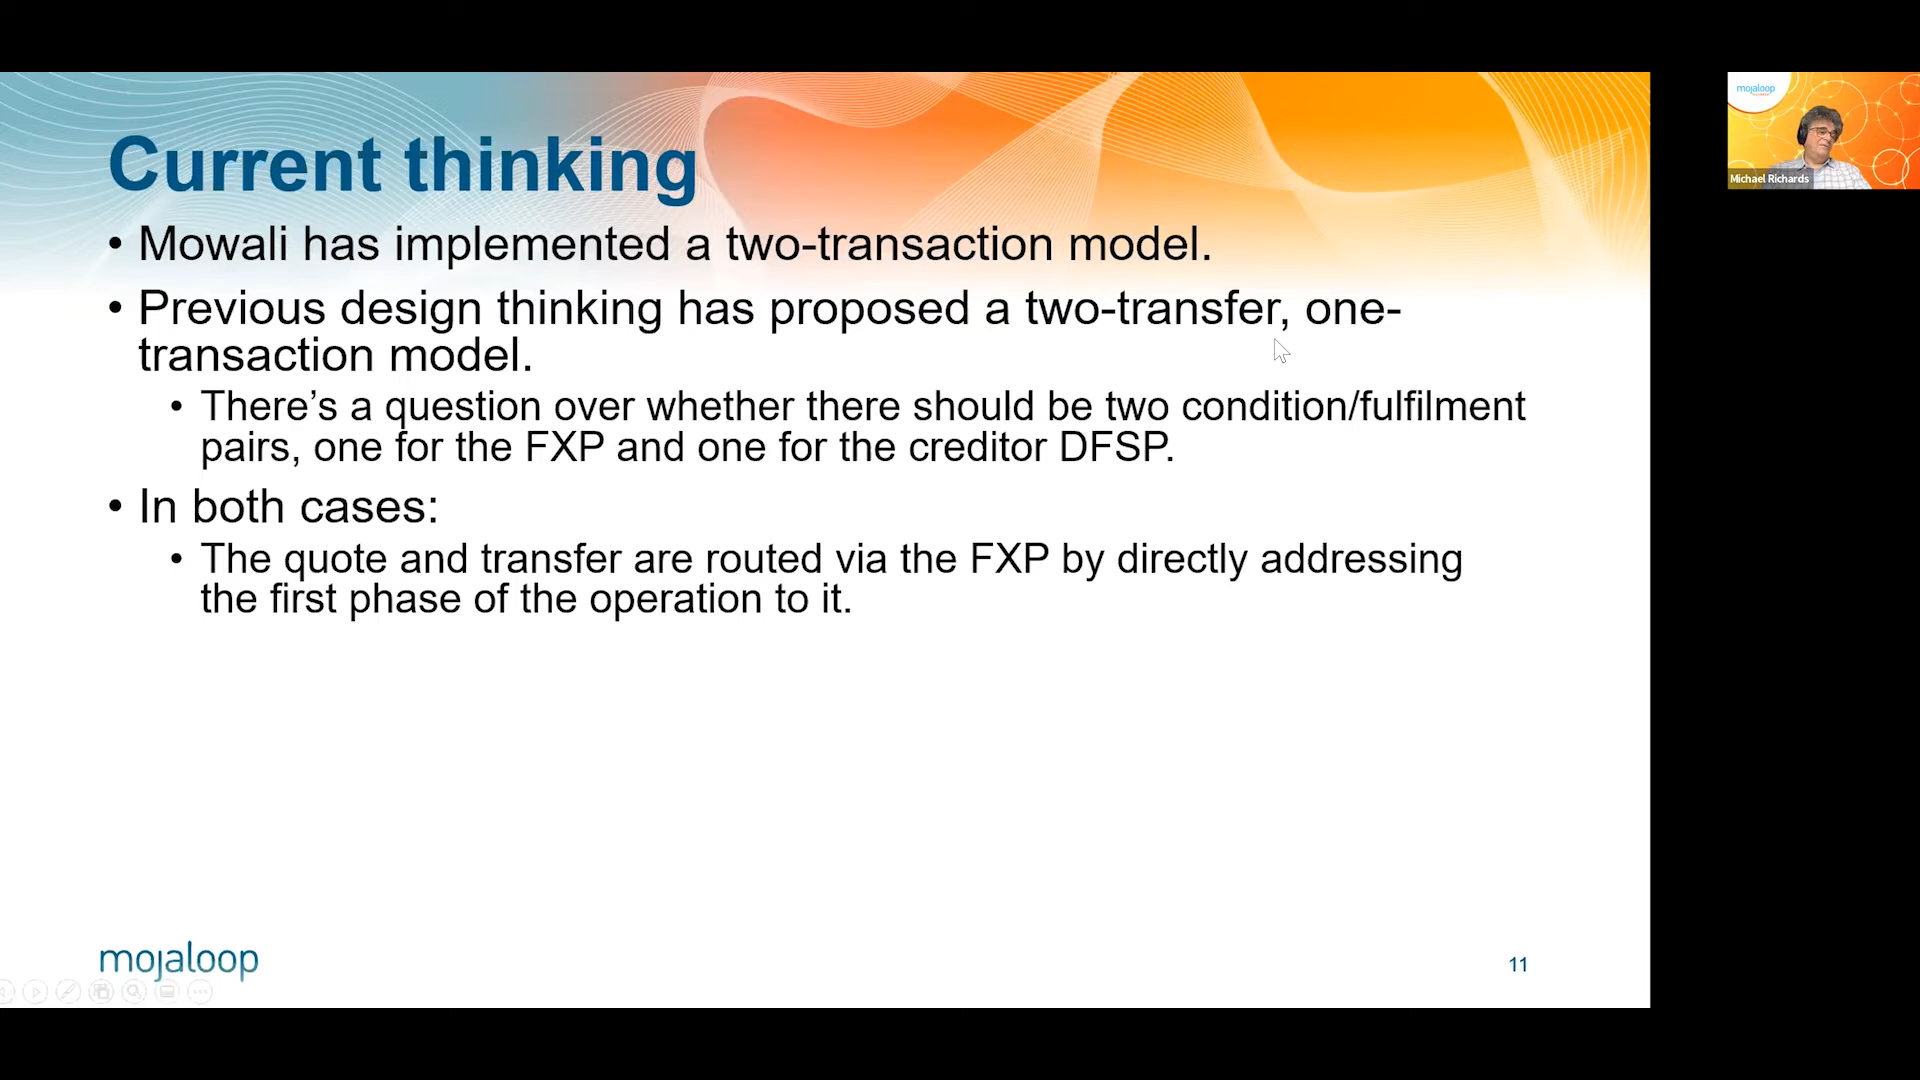 Current thinking
• Mowali has implemented a two-transaction model.
• Previous design thinking has proposed a two-transfer, one-
transaction model.
• There’s a question over whether there should be two condition/fulfilment
pairs, one for the FXP and one for the creditor DFSP.
• In both cases:
• The quote and transfer are routed via the FXP by directly addressing
the first phase of the operation to it.
mojaloop
11
mojaloop
Michael Richards